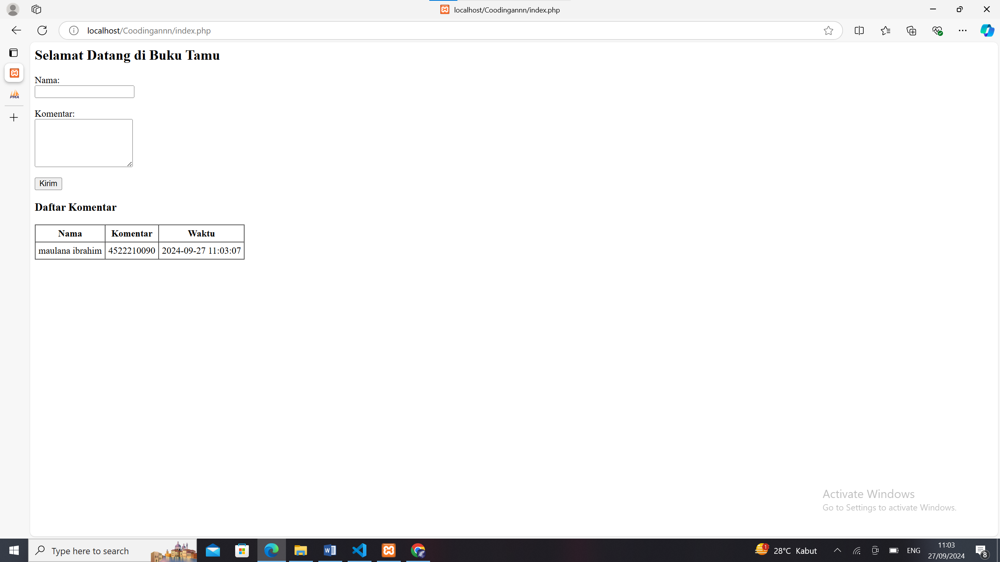 localhost/Coodingannn/index.php
localhost/Coodingannn/index.php
Selamat Datang di Buku Tamu
PMA
Nama:
Komentar:
Kirim
Daftar Komentar
Nama Komentar Waktu
maulana ibrahim 4522210090 2024-09-27 11:03:07
Activate Windows
Go to Settings to activate Windows.
Type here to search
1
28°C Kabut
ENG
11:03
27/09/2024
8